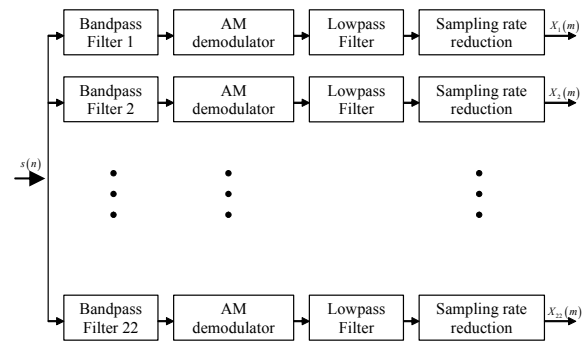 Bandpass
Filter 1
AM
demodulator
Lowpass
Filter
Sampling rate
reduction
X₁(m)
Bandpass
Filter 2
AM
demodulator
Lowpass
Filter
Sampling rate
reduction
X₂(m)
s(n)
Bandpass
Filter 22
AM
demodulator
Lowpass
Filter
Sampling rate
reduction
X₂₂(m)